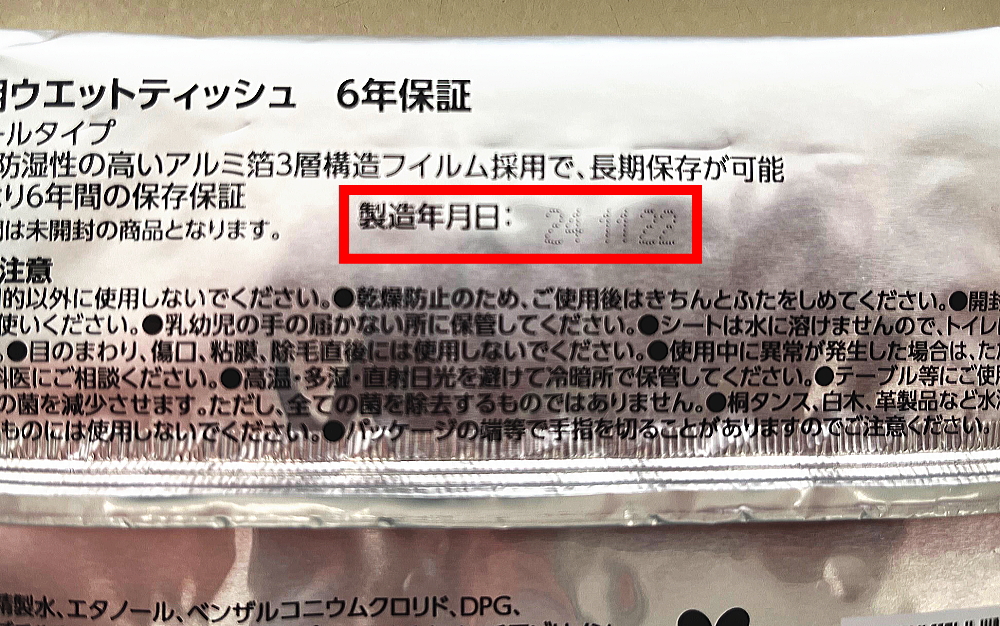 ウエットティッシュ 6年保証
ールタイプ
防湿性の高いアルミ箔3層構造フイルム採用で、長期保存が可能
り6年間の保存保証
は未開封の商品となります。
製造年月日： 24 11 22
注意
的以外に使用しないでください。●乾燥防止のため、ご使用後はきちんとふたをしめてください。●開封
使いください。●乳幼児の手の届かない所に保管してください。●シートは水に溶けませんので、トイレ
。●目のまわり、傷口、粘膜、除毛直後には使用しないでください。●使用中に異常が発生した場合は、
科医にご相談ください。●高温・多湿・直射日光を避けて冷暗所で保管してください。●テーブル等にご使用
の菌を減少させます。ただし、全ての菌を除去するものではありません。●桐タンス、白木、革製品など水
ものには使用しないでください。●パッケージの端等で手指を切ることがありますのでご注意ください。
精製水、エタノール、ベンザルコニウムクロリド、DPG、